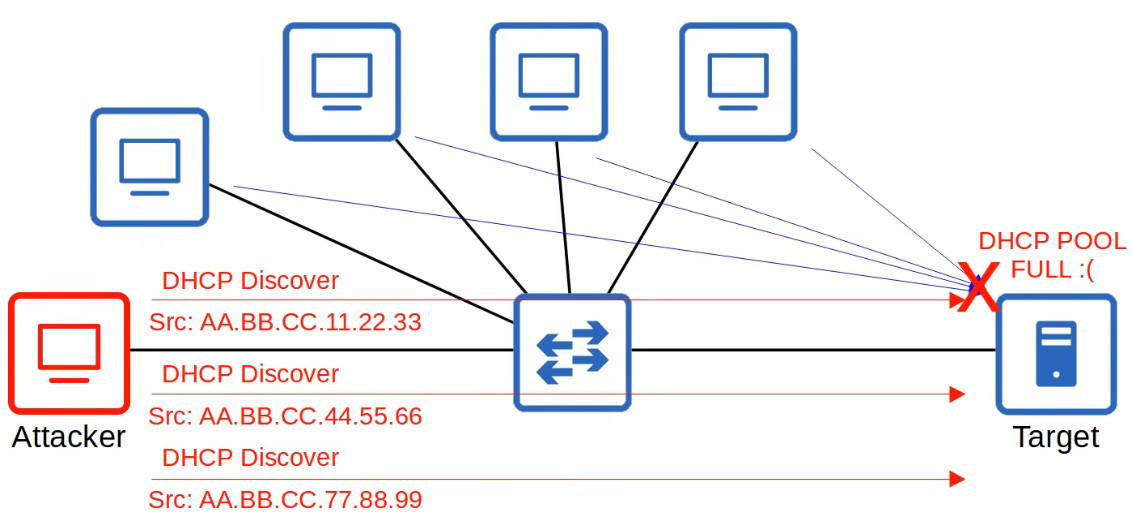 DHCP POOL
FULL :(
DHCP Discover
Src: AA.BB.CC.11.22.33
DHCP Discover
Src: AA.BB.CC.44.55.66
Attacker
Target
DHCP Discover
Src: AA.BB.CC.77.88.99